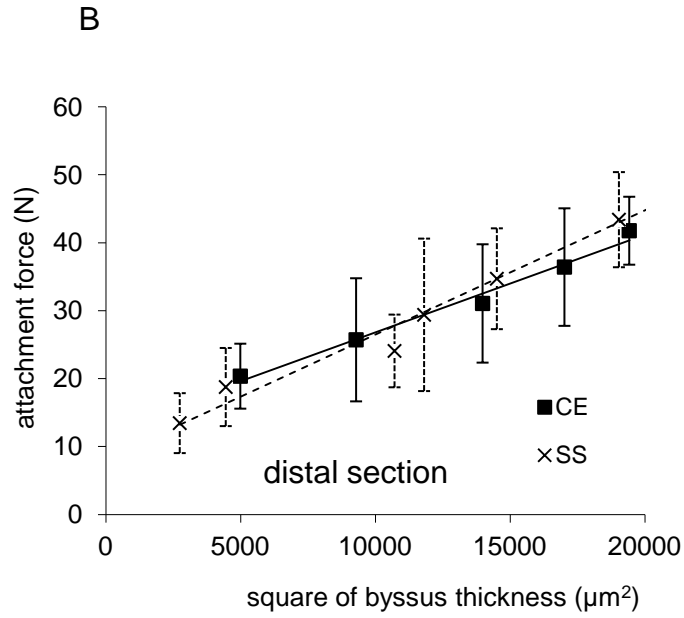 B
60
50
40
30
20
10
0
attachment force (N)
CE
SS
distal section
0 5000 10000 15000 20000
square of byssus thickness (µm²)